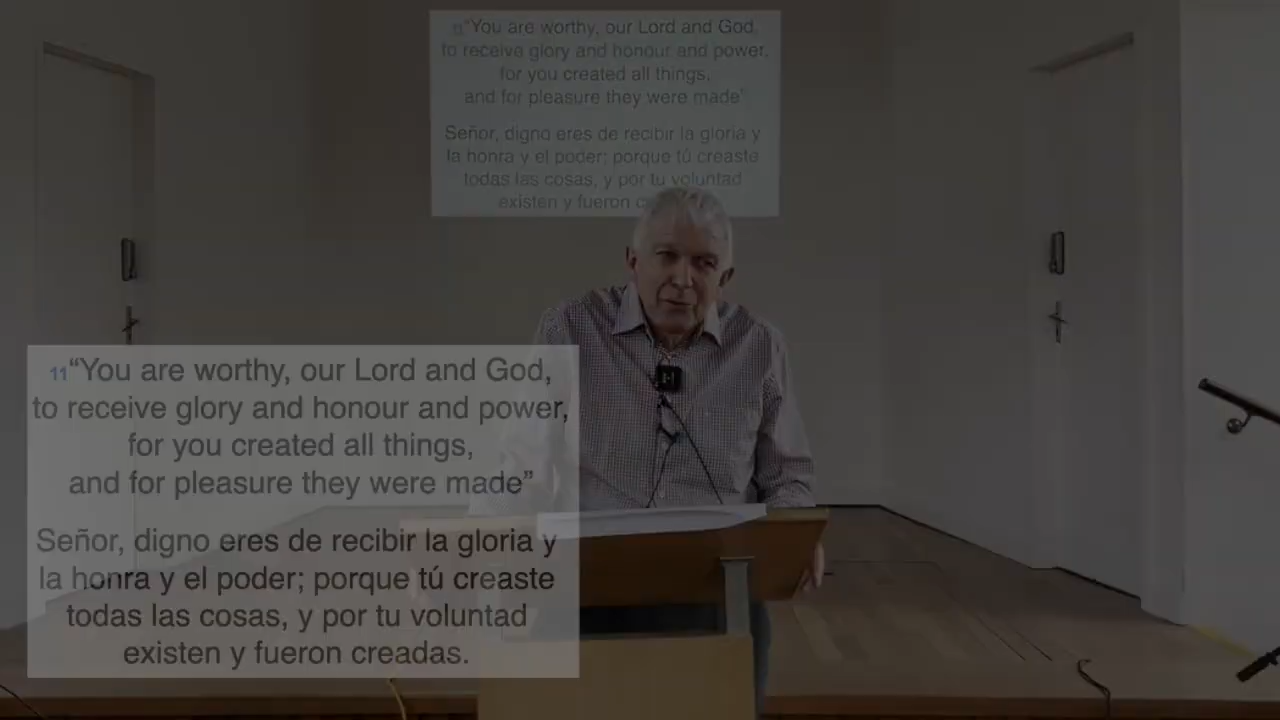 11“You are worthy, our Lord and God,
to receive glory and honour and power,
for you created all things,
and for pleasure they were made”
Señor, digno eres de recibir la gloria y
la honra y el poder; porque tú creaste
todas las cosas, y por tu voluntad
existen y fueron
11“You are worthy, our Lord and God,
to receive glory and honour and power,
for you created all things,
and for pleasure they were made”
Señor, digno eres de recibir la gloria y
la honra y el poder; porque tú creaste
todas las cosas, y por tu voluntad
existen y fueron creadas.